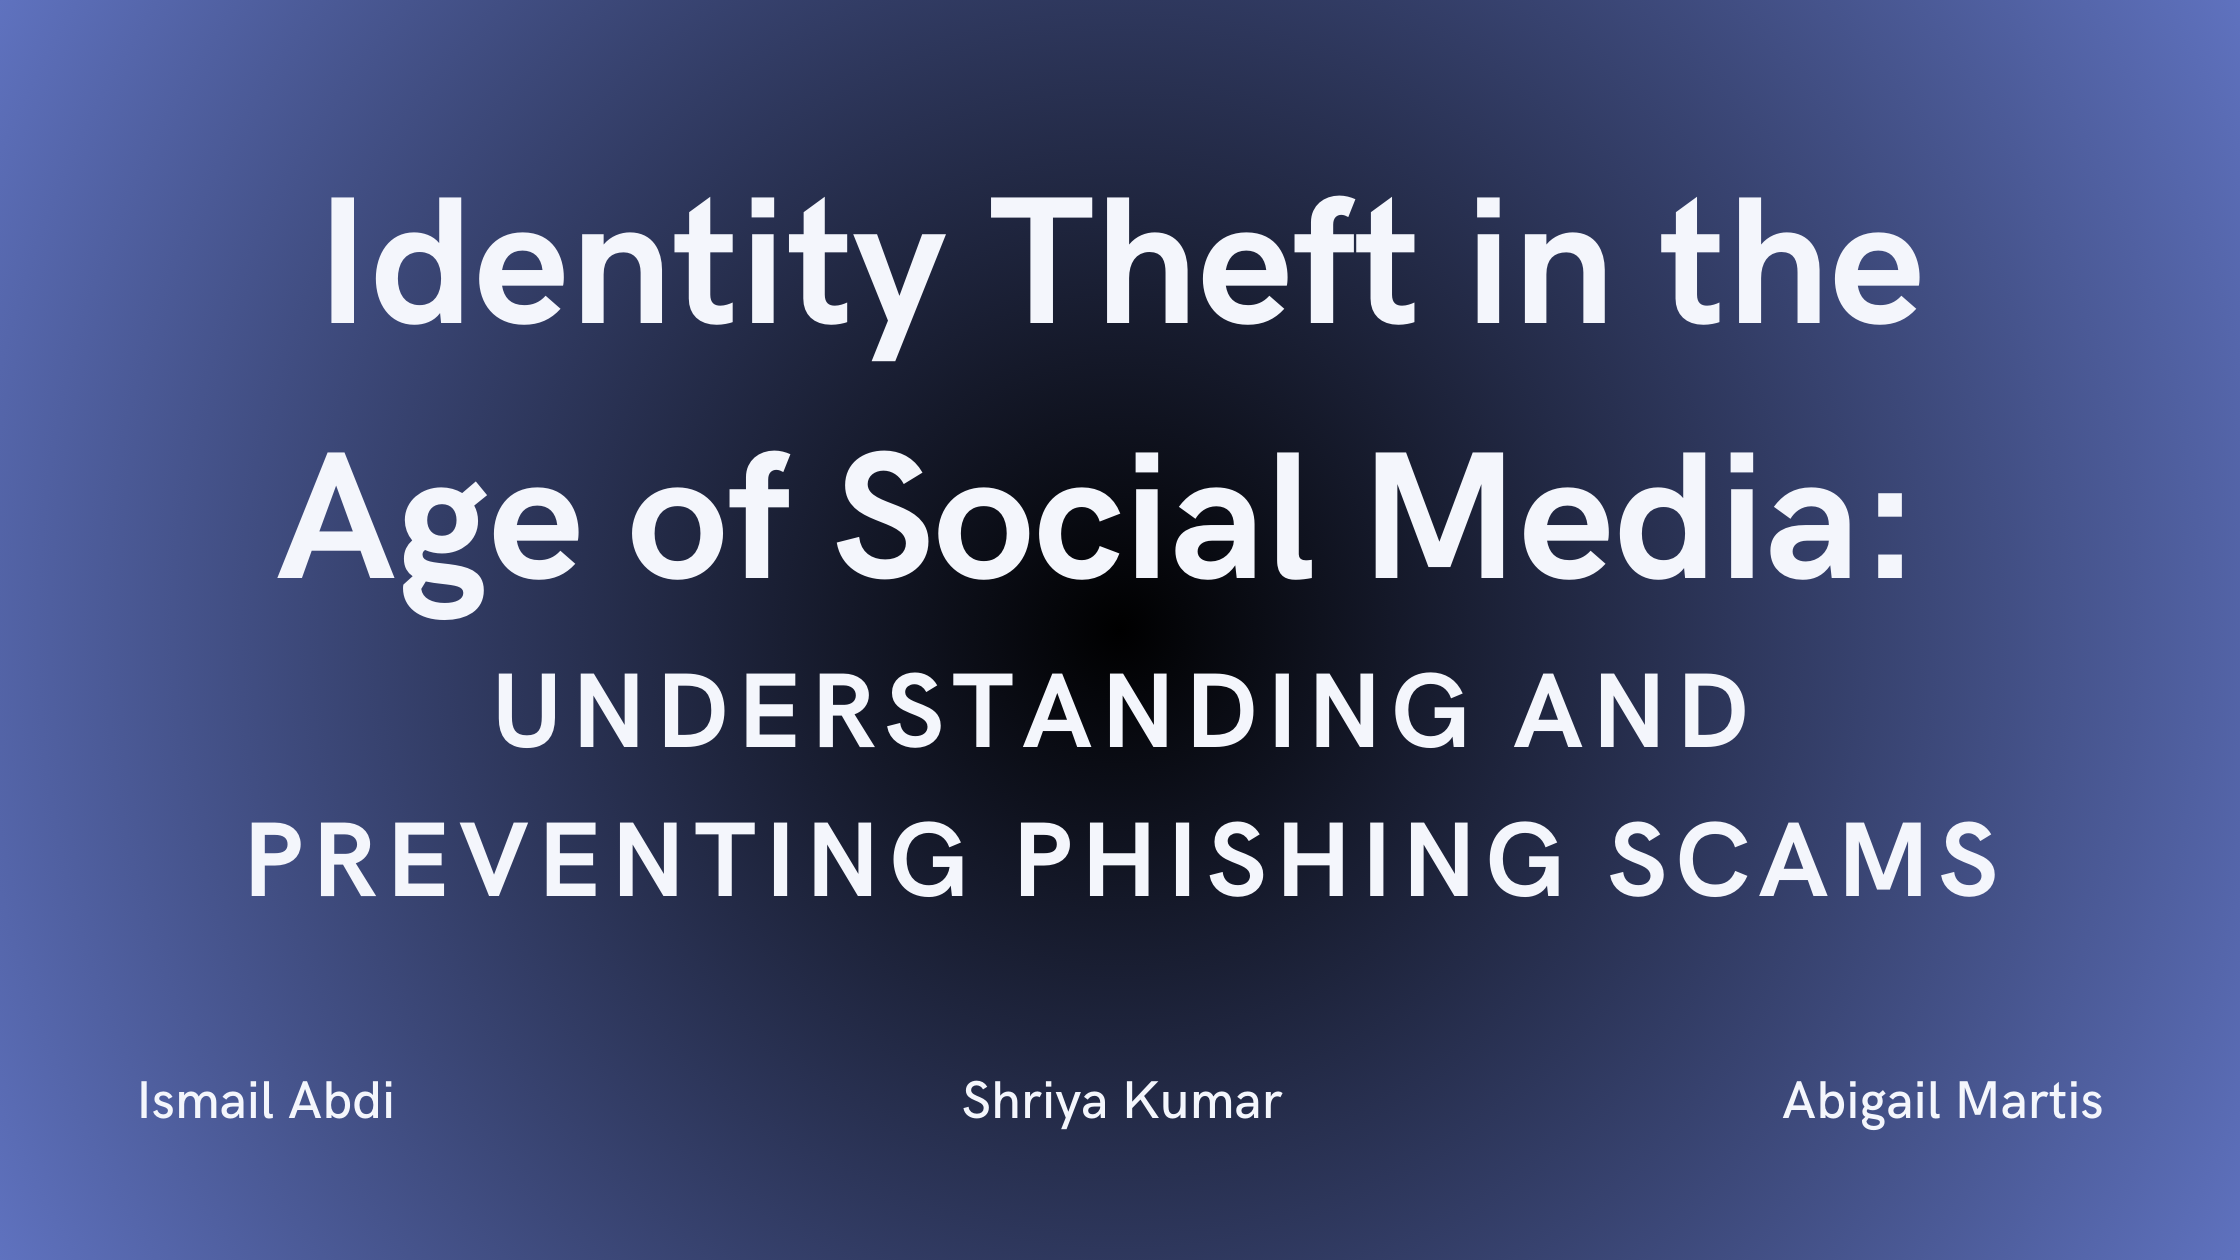 Identity Theft in the
Age of Social Media:
UNDERSTANDING AND
PREVENTING PHISHING SCAMS
Ismail Abdi
Shriya Kumar
Abigail Martis